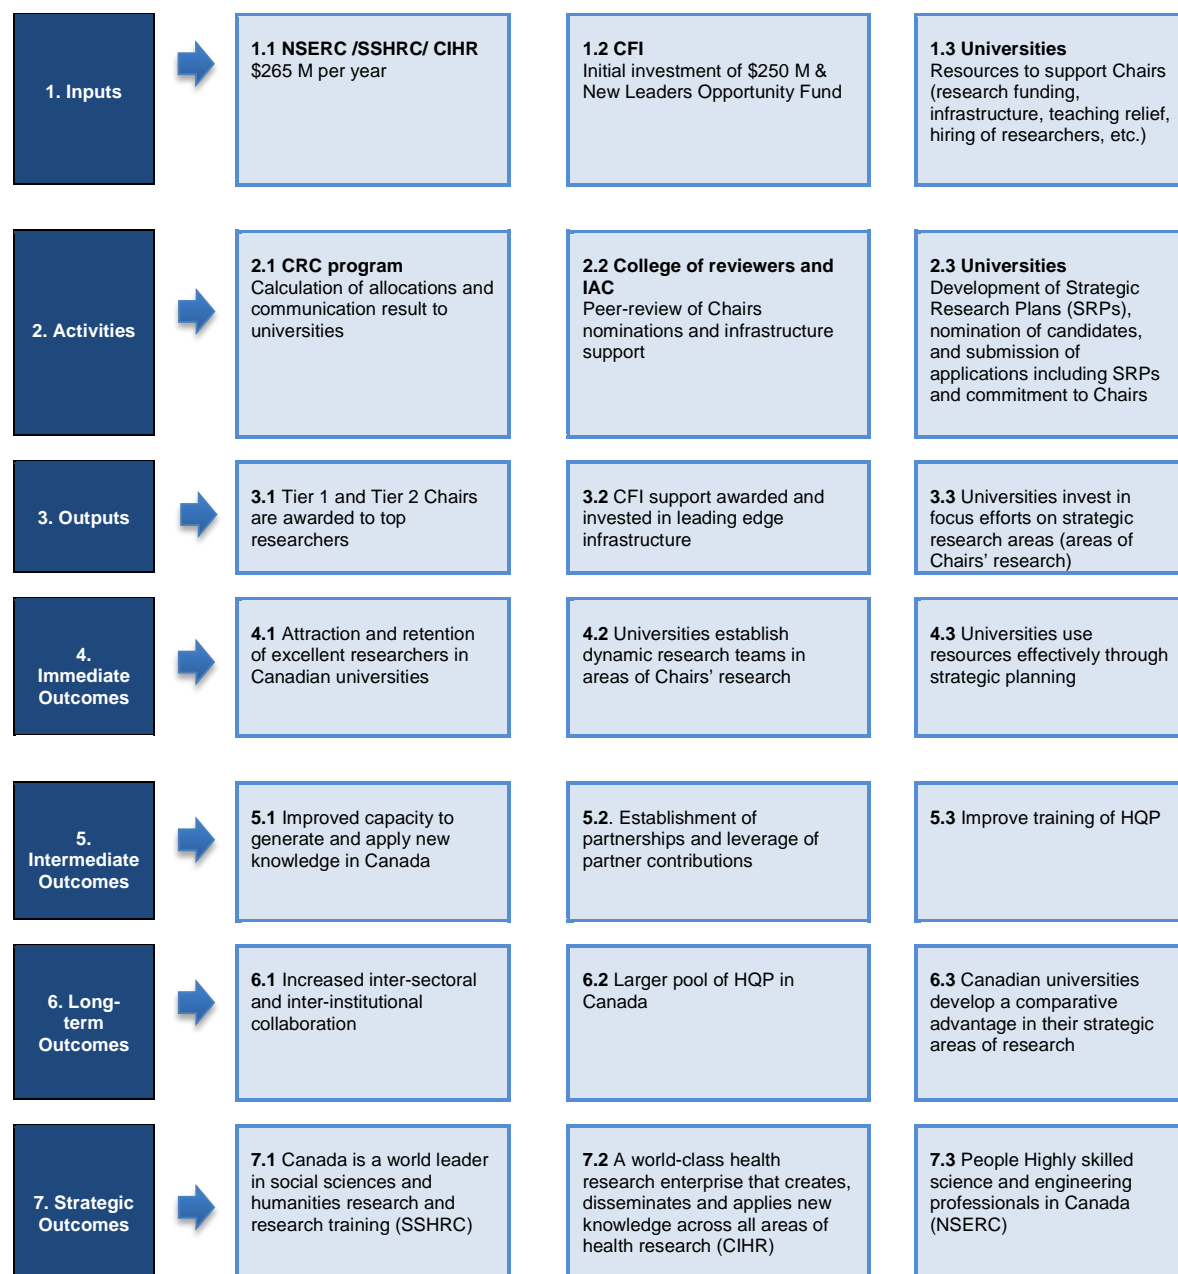 1. Inputs
1.1 NSERC /SSHRC/ CIHR
$265 M per year
1.2 CFI
Initial investment of $250 M &
New Leaders Opportunity Fund
1.3 Universities
Resources to support Chairs
(research funding,
infrastructure, teaching relief,
hiring of researchers, etc.)
2. Activities
2.1 CRC program
Calculation of allocations and
communication result to
universities
2.2 College of reviewers and
IAC
Peer-review of Chairs
nominations and infrastructure
support
2.3 Universities
Development of Strategic
Research Plans (SRPs),
nomination of candidates,
and submission of
applications including SRPs
and commitment to Chairs
3. Outputs
3.1 Tier 1 and Tier 2 Chairs
are awarded to top
researchers
3.2 CFI support awarded and
invested in leading edge
infrastructure
3.3 Universities invest in
focus efforts on strategic
research areas (areas of
Chairs’ research)
4.
Immediate
Outcomes
4.1 Attraction and retention
of excellent researchers in
Canadian universities
4.2 Universities establish
dynamic research teams in
areas of Chairs’ research
4.3 Universities use
resources effectively through
strategic planning
5.
Intermediate
Outcomes
5.1 Improved capacity to
generate and apply new
knowledge in Canada
5.2. Establishment of
partnerships and leverage of
partner contributions
5.3 Improve training of HQP
6. Long-
term
Outcomes
6.1 Increased inter-sectoral
and inter-institutional
collaboration
6.2 Larger pool of HQP in
Canada
6.3 Canadian universities
develop a comparative
advantage in their strategic
areas of research
7. Strategic
Outcomes
7.1 Canada is a world leader
in social sciences and
humanities research and
research training (SSHRC)
7.2 A world-class health
research enterprise that creates,
disseminates and applies new
knowledge across all areas of
health research (CIHR)
7.3 People Highly skilled
science and engineering
professionals in Canada
(NSERC)